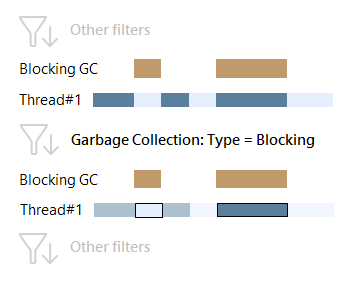 Other filters
Blocking GC
Thread#1
Garbage Collection: Type = Blocking
Blocking GC
Thread#1
Other filters